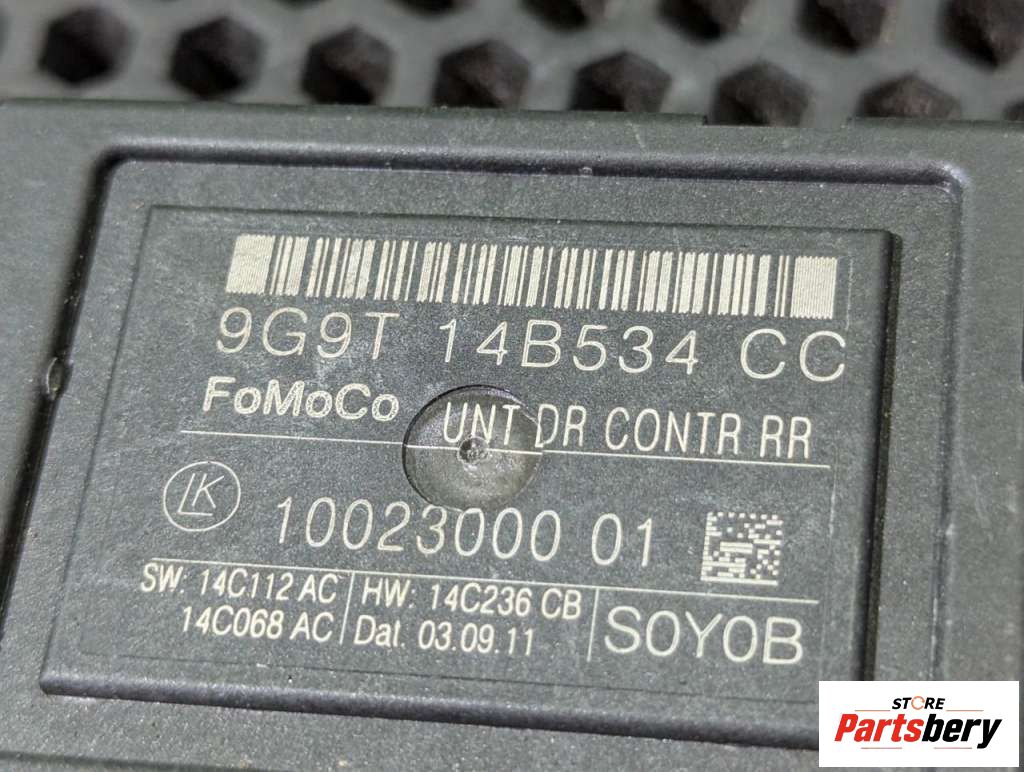 9G9T 14B534 CC
FoMoCo UNT DR CONTR RR
LK 10023000 01
SW: 14C112 AC HW: 14C236 CB
14C068 AC Dat. 03.09.11 S0Y0B
STORE
Partsbery